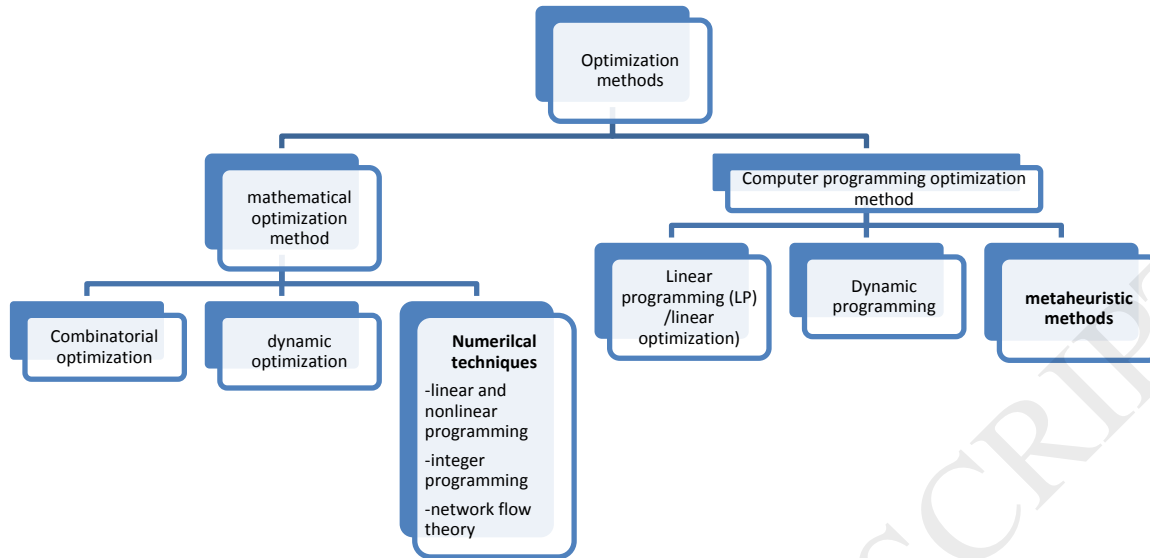 Optimization
methods
mathematical
optimization
method
Computer programming optimization
method
Combinatorial
optimization
dynamic
optimization
Numerilcal
techniques
-linear and
nonlinear
programming
-integer
programming
-network flow
theory
Linear
programming (LP)
/linear
optimization)
Dynamic
programming
metaheuristic
methods
SCRIPT